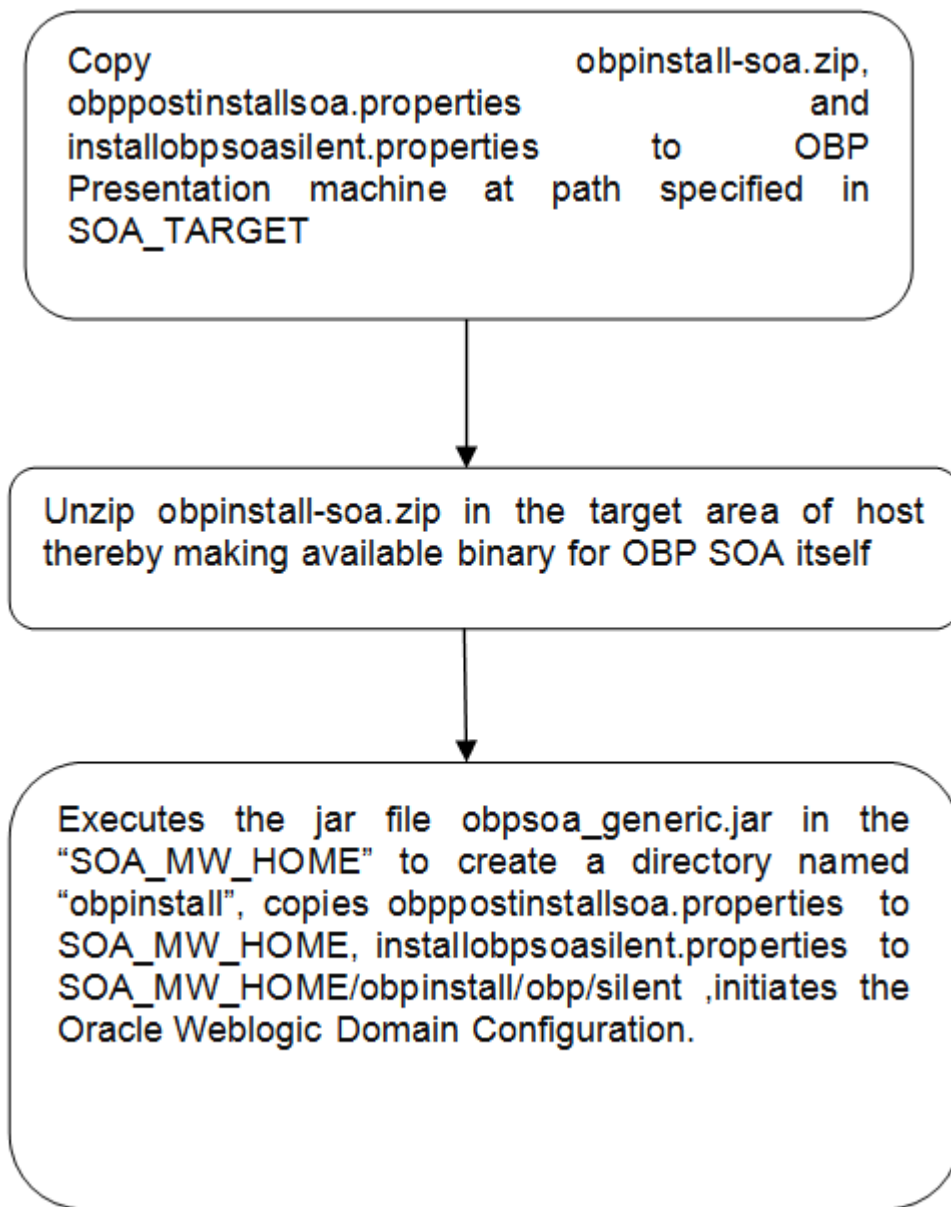 Copy obpinstall-soa.zip,
obppostinstallsoa.properties and
installobpsoasilent.properties to OBP
Presentation machine at path specified in
SOA_TARGET
Unzip obpinstall-soa.zip in the target area of host
thereby making available binary for OBP SOA itself
Executes the jar file obpsoa_generic.jar in the
“SOA_MW_HOME” to create a directory named
“obpinstall”, copies obppostinstallsoa.properties to
SOA_MW_HOME, installobpsoasilent.properties to
SOA_MW_HOME/obpinstall/obp/silent ,initiates the
Oracle Weblogic Domain Configuration.